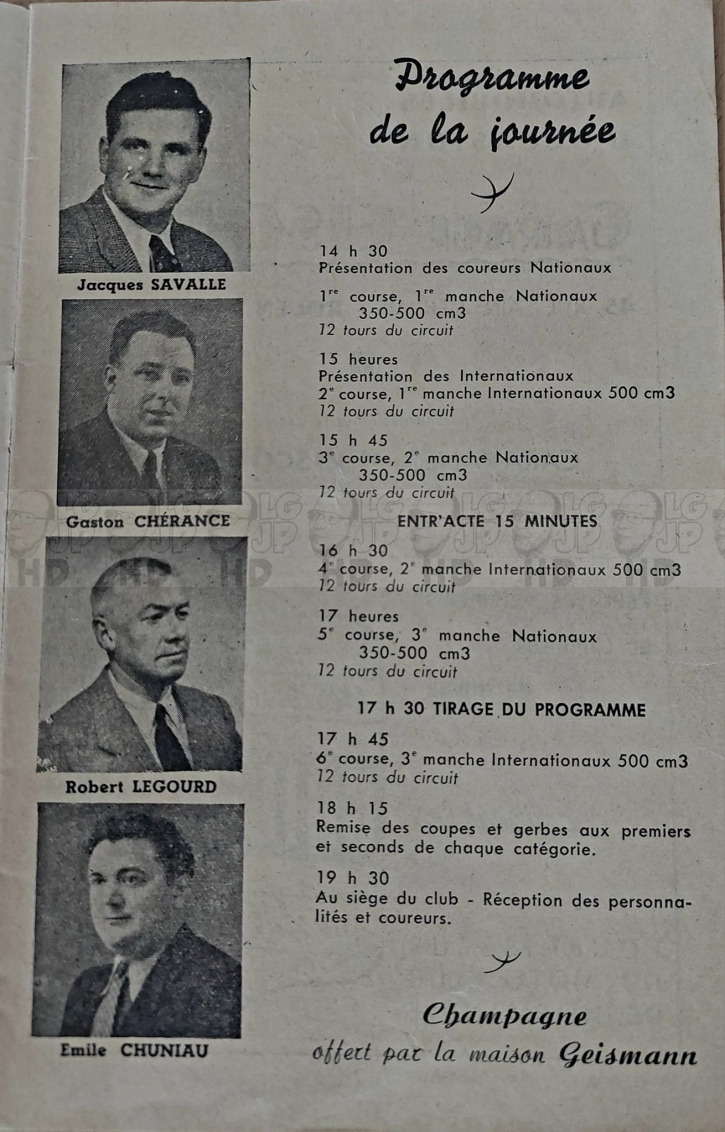 Programme
de la journée
Jacques SAVALLE
Gaston CHÉRANCE
Robert LEGOURD
Emile CHUNIAU
14 h 30
Présentation des coureurs Nationaux
1re course, 1re manche Nationaux
350-500 cm3
12 tours du circuit
15 heures
Présentation des Internationaux
2e course, 1re manche Internationaux 500 cm3
12 tours du circuit
15 h 45
3e course, 2e manche Nationaux
350-500 cm3
12 tours du circuit
ENTR'ACTE 15 MINUTES
16 h 30
4e course, 2e manche Internationaux 500 cm3
12 tours du circuit
17 heures
5e course, 3e manche Nationaux
350-500 cm3
12 tours du circuit
17 h 30 TIRAGE DU PROGRAMME
17 h 45
6e course, 3e manche Internationaux 500 cm3
12 tours du circuit
18 h 15
Remise des coupes et gerbes aux premiers
et seconds de chaque catégorie.
19 h 30
Au siège du club - Réception des personna-
lités et coureurs.
Champagne
offert par la maison Geismann
LG JP HD